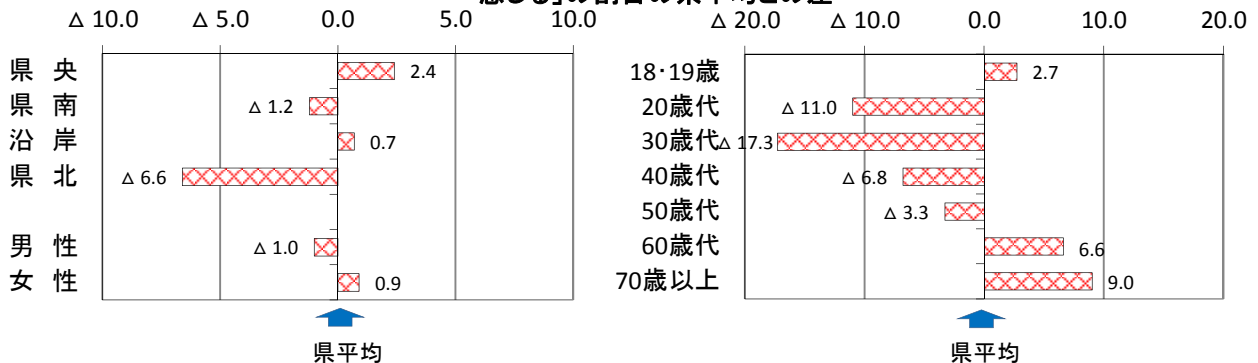 △ 10.0 △ 5.0 0.0 5.0 10.0
県 央 2.4
県 南 △ 1.2
沿 岸 0.7
県 北 △ 6.6
男 性 △ 1.0
女 性 0.9
県平均
△ 20.0 △ 10.0 0.0 10.0 20.0
18・19歳 2.7
20歳代 △ 11.0
30歳代 △ 17.3
40歳代 △ 6.8
50歳代 △ 3.3
60歳代 6.6
70歳以上 9.0
県平均